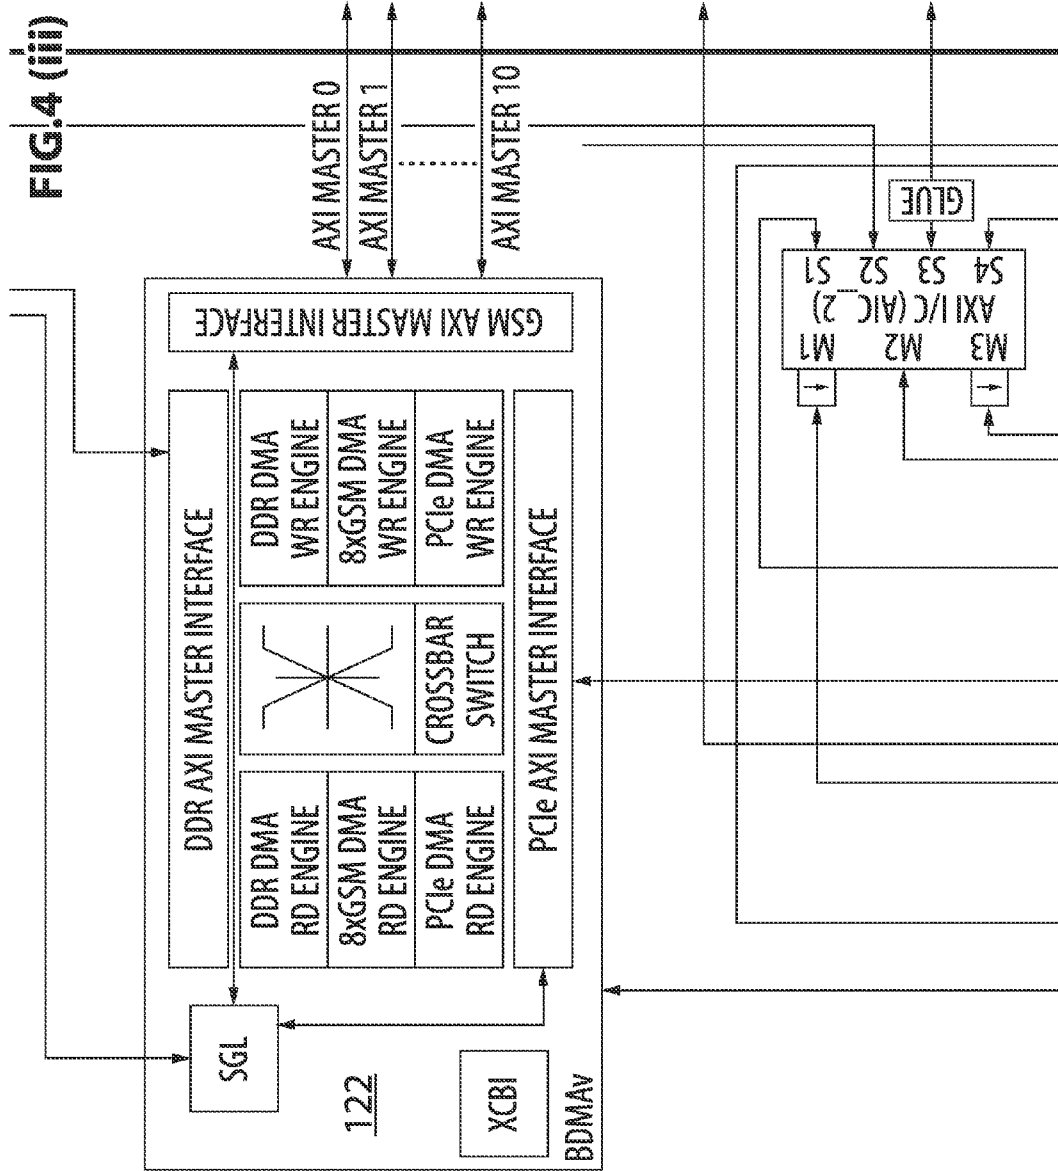 FIG.4 (iiii)
AXI MASTER 0
AXI MASTER 1
AXI MASTER 10
GSM AXI MASTER INTERFACE
DDR AXI MASTER INTERFACE
DDR DMA
WR ENGINE
8xGSM DMA
WR ENGINE
PCIe DMA
WR ENGINE
CROSSBAR
SWITCH
DDR DMA
RD ENGINE
8xGSM DMA
RD ENGINE
PCIe DMA
RD ENGINE
PCIe AXI MASTER INTERFACE
SGL
122
XCBI
BDMAv
GLUE
S1
S2
S3
S4
AXI I/C (AIC_2)
M1
M2
M3